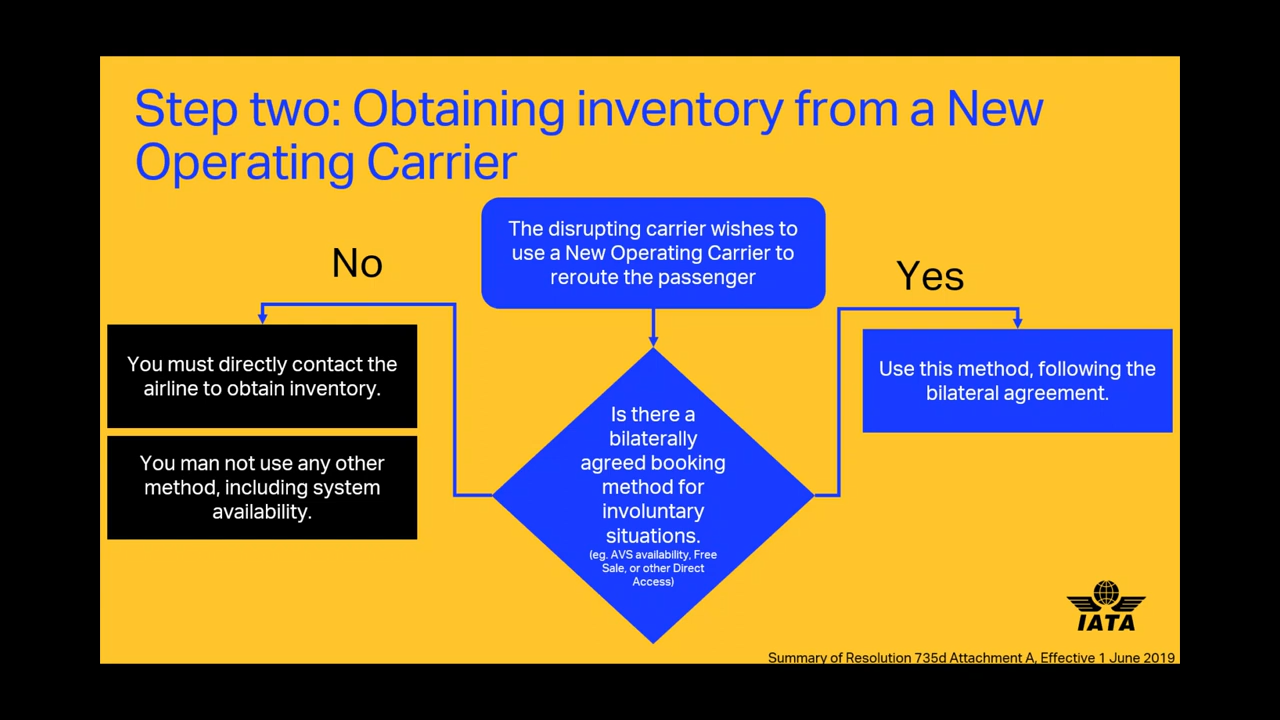 Step two: Obtaining inventory from a New
Operating Carrier
The disrupting carrier wishes to
use a New Operating Carrier to
reroute the passenger
No
Yes
You must directly contact the
airline to obtain inventory.
You man not use any other
method, including system
availability.
Is there a
bilaterally
agreed booking
method for
involuntary
situations.
(eg. AVS availability, Free
Sale, or other Direct
Access)
Use this method, following the
bilateral agreement.
IATA
Summary of Resolution 735d Attachment A, Effective 1 June 2019